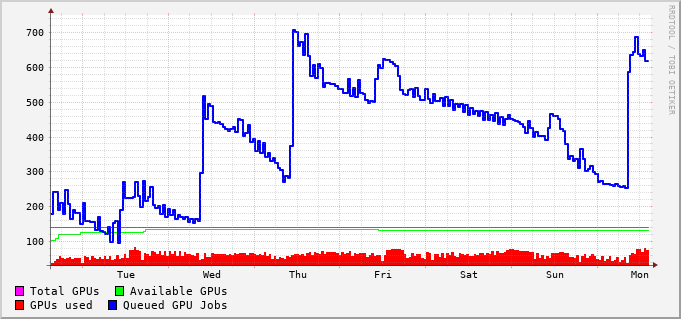 RRDTOOL / TOBI OETIKER
700
600
500
400
300
200
100
Tue Wed Thu Fri Sat Sun Mon
Total GPUs Available GPUs
GPUs used Queued GPU Jobs